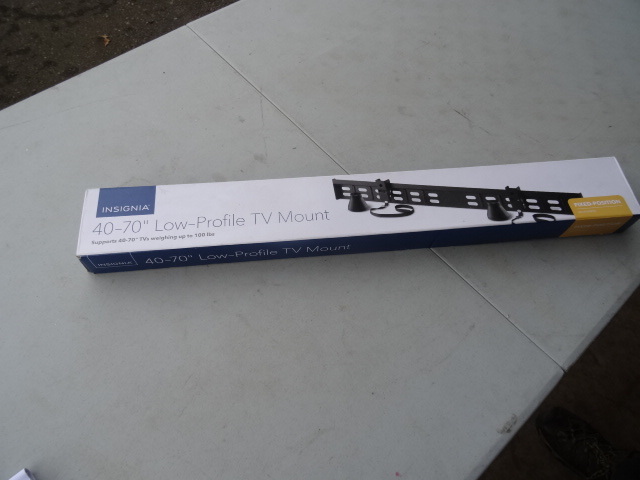 INSIGNIA
40-70" Low-Profile TV Mount
Supports 40-70" TVs weighing up to 100 lbs
FIXED-POSITION
INSIGNIA
40-70" Low-Profile TV Mount